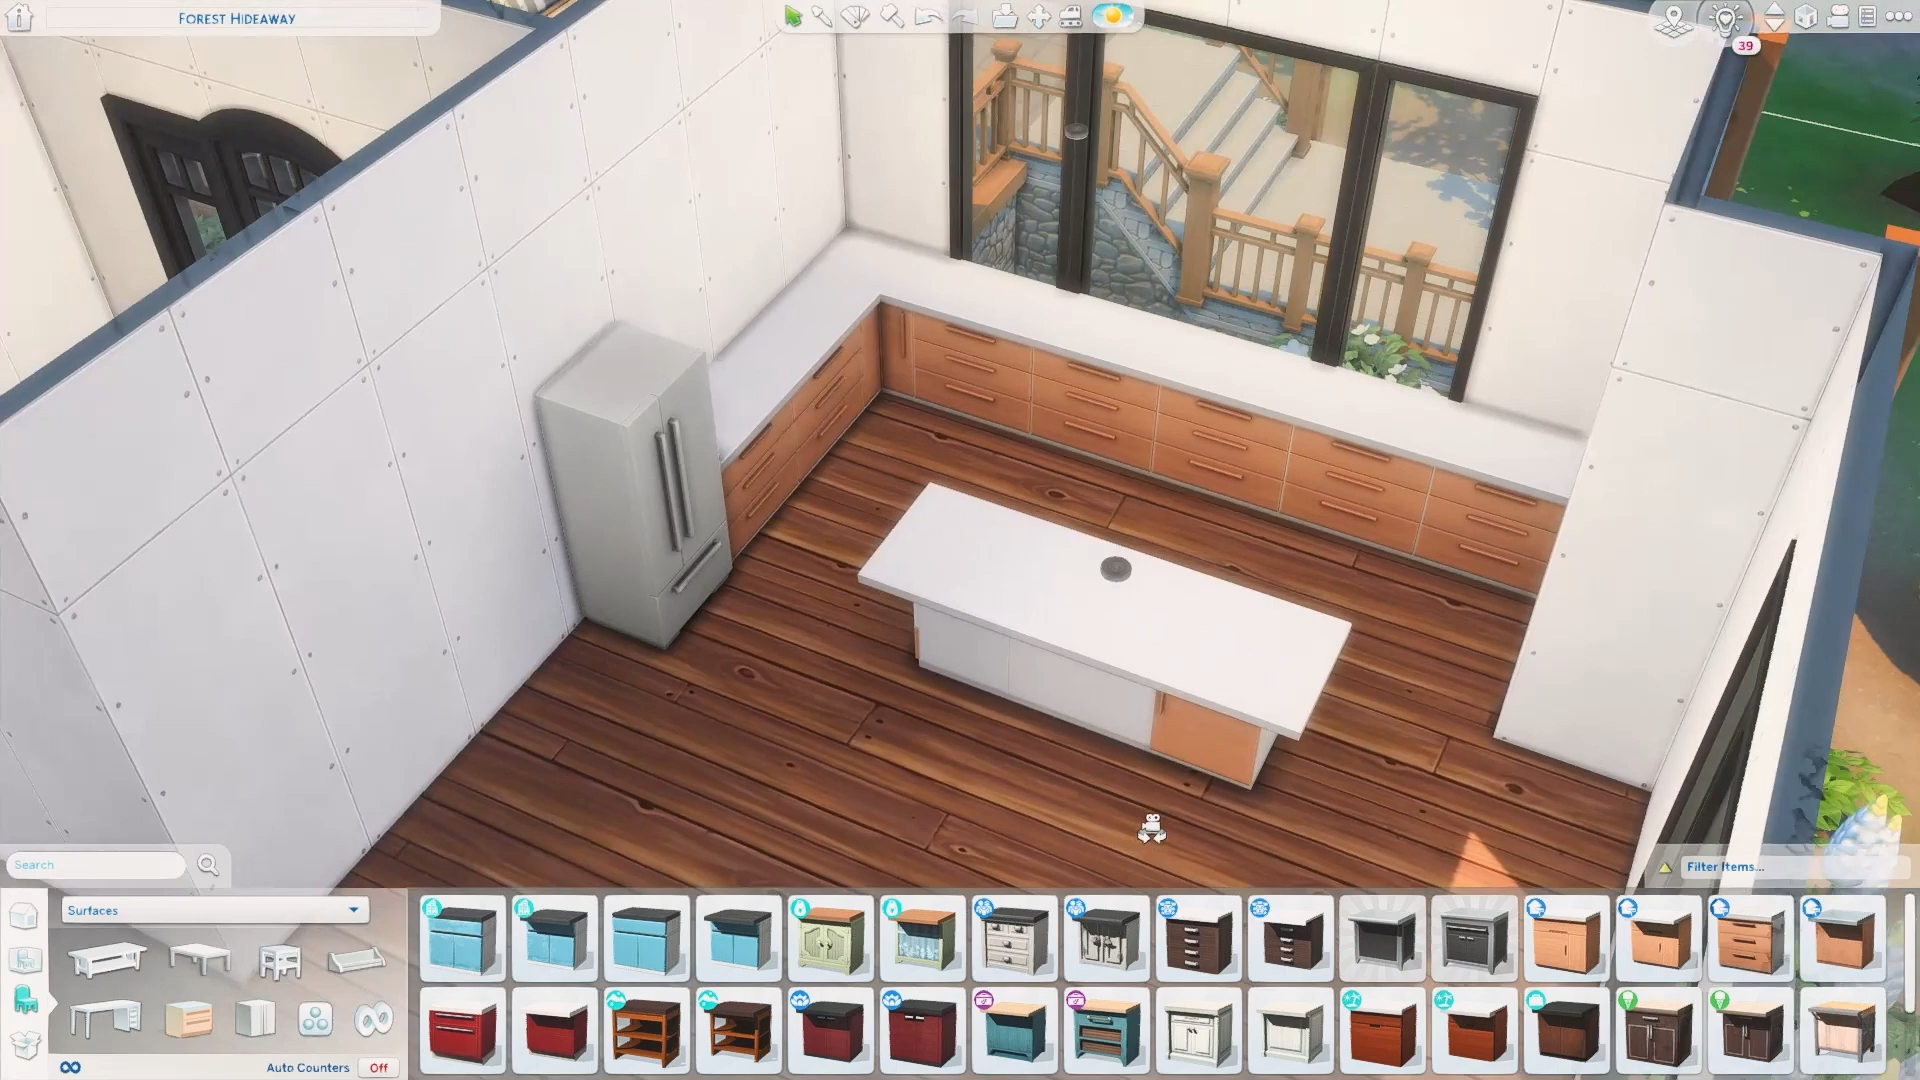 FOREST HIDEAWAY
39
Search
Filter Items...
Surfaces
Auto Counters
Off